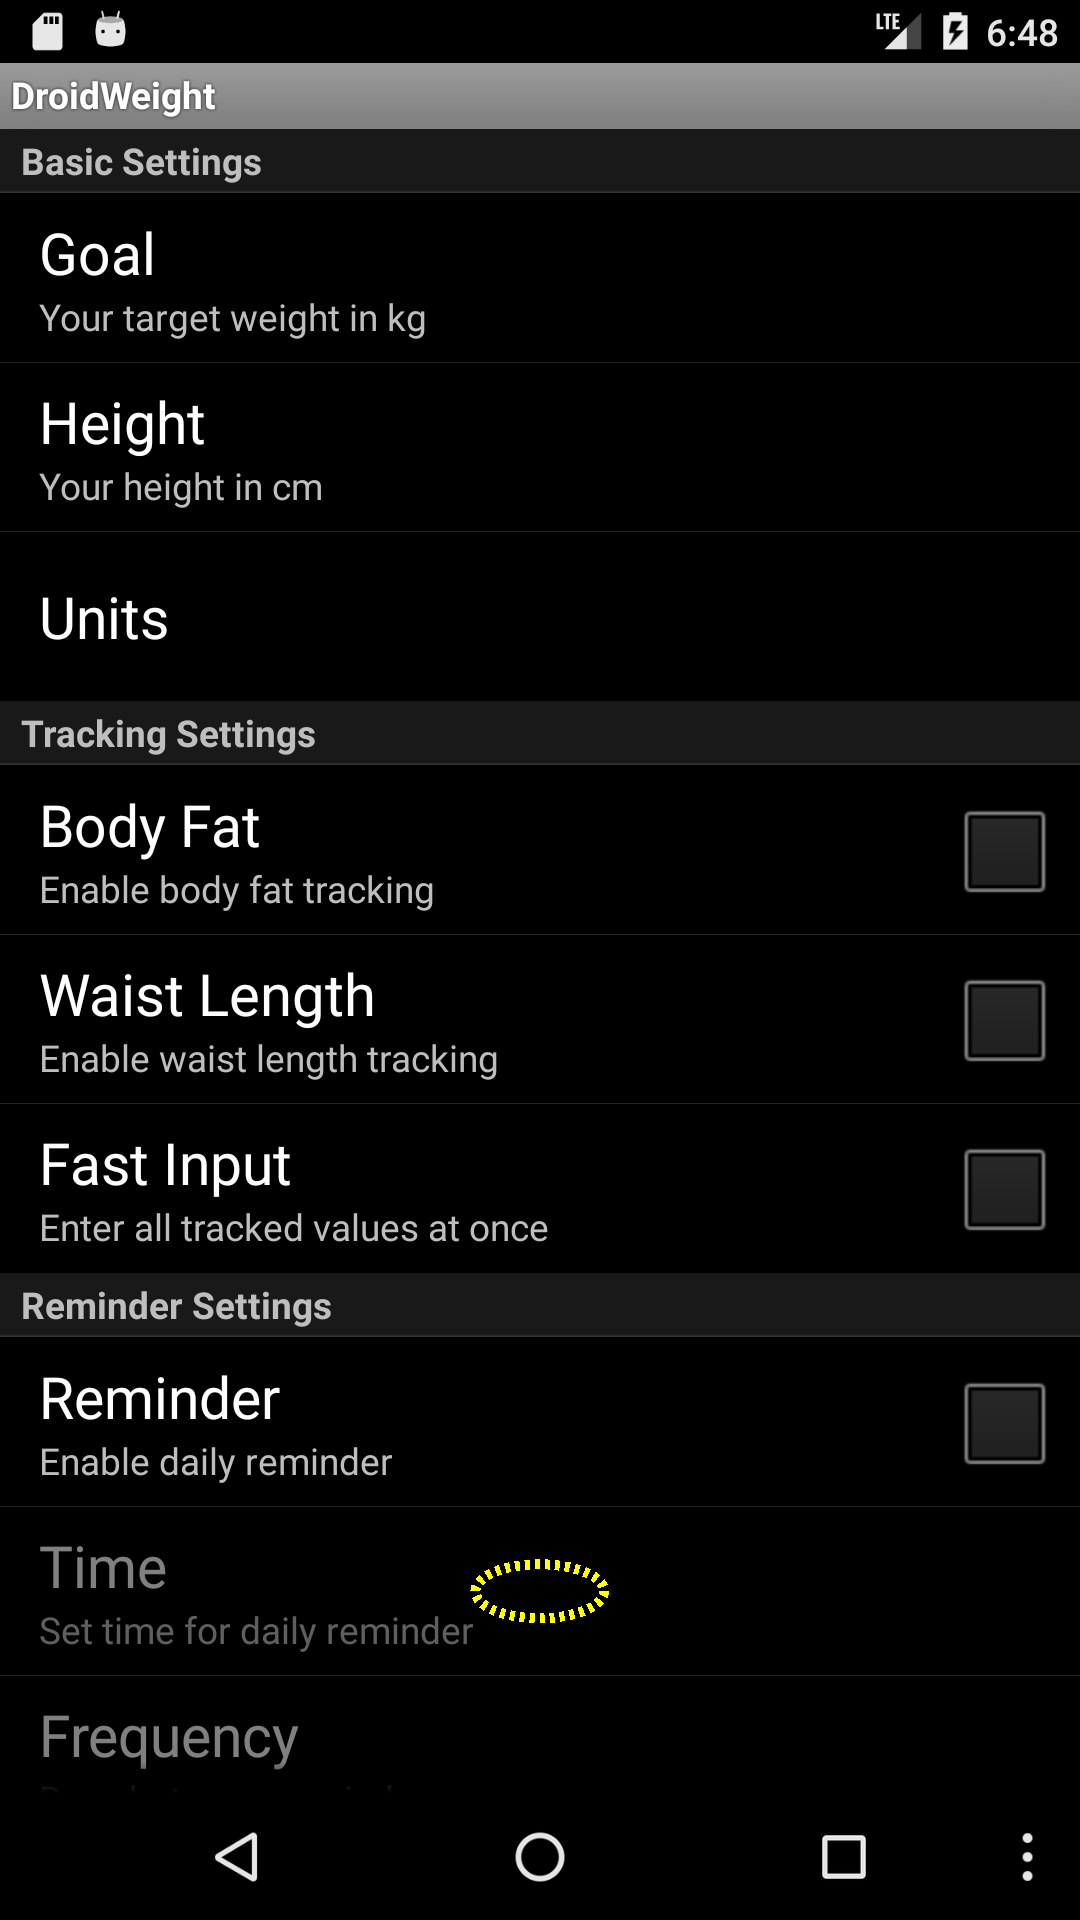 LTE 6:48
DroidWeight
Basic Settings
Goal
Your target weight in kg
Height
Your height in cm
Units
Tracking Settings
Body Fat
Enable body fat tracking
Waist Length
Enable waist length tracking
Fast Input
Enter all tracked values at once
Reminder Settings
Reminder
Enable daily reminder
Time
Set time for daily reminder
Frequency